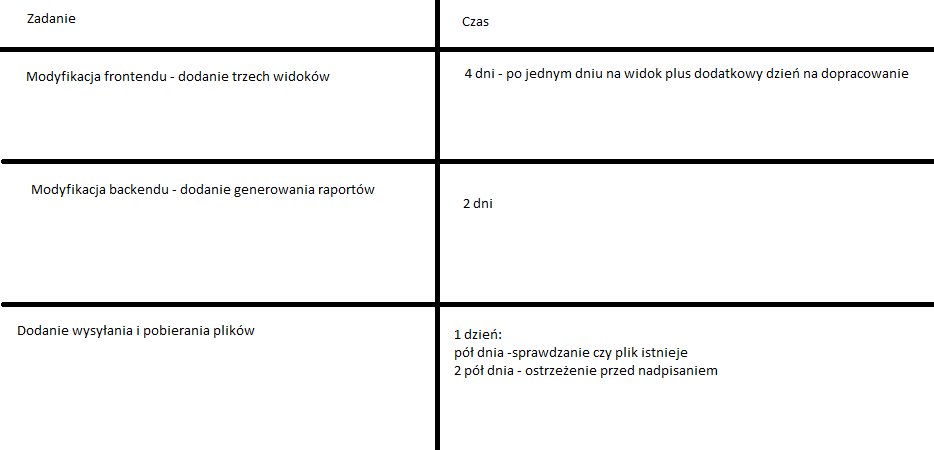 Zadanie
Czas
Modyfikacja frontendu - dodanie trzech widoków
4 dni - po jednym dniu na widok plus dodatkowy dzień na dopracowanie
Modyfikacja backendu - dodanie generowania raportów
2 dni
Dodanie wysyłania i pobierania plików
1 dzień:
pół dnia -sprawdzanie czy plik istnieje
2 pół dnia - ostrzeżenie przed nadpisaniem